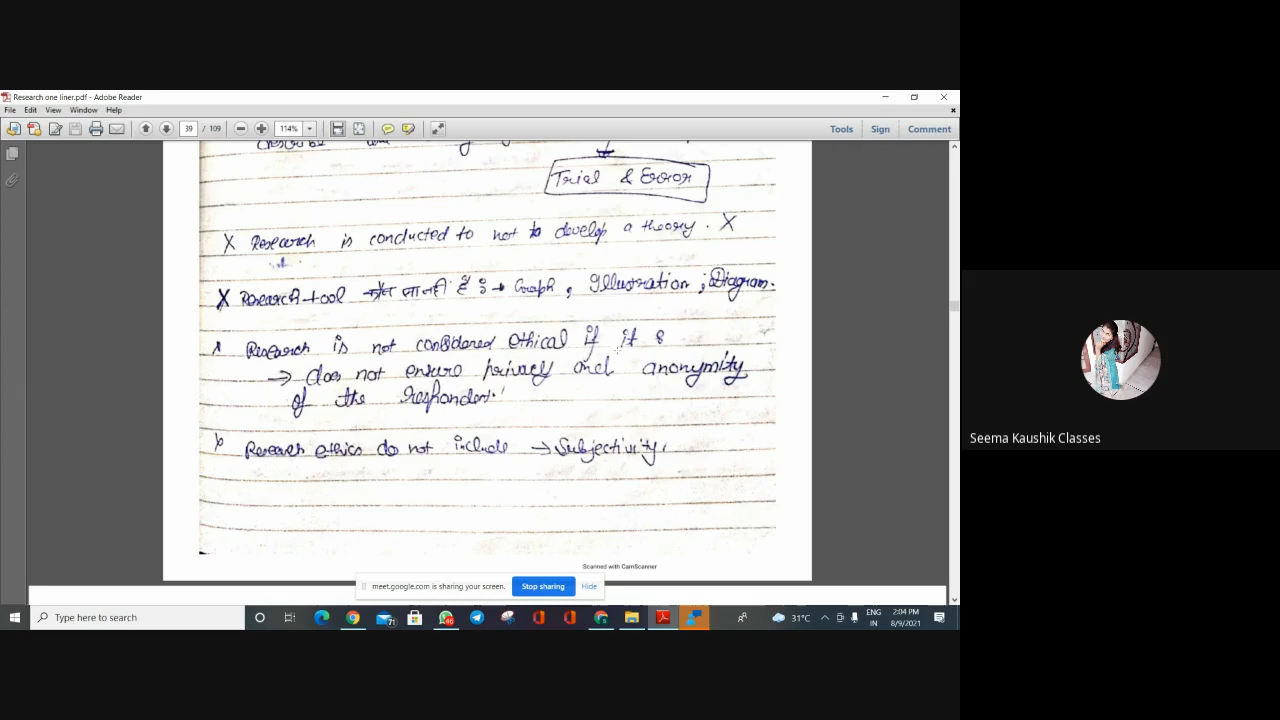 Research one liner.pdf - Adobe Reader
File Edit View Window Help
39 / 109 114% Tools Sign Comment
Trial & Error
X Research is conducted to not to develop a theory. X
X Research tool → Graph, Illustration, Diagram.
Research is not considered ethical if it :
→ does not ensure privacy and anonymity
of the respondent.
Research ethics do not include → Subjectivity.
Scanned with CamScanner
meet.google.com is sharing your screen. Stop sharing Hide
Seema Kaushik Classes
Type here to search
71
31°C
ENG
IN
2:04 PM
8/9/2021